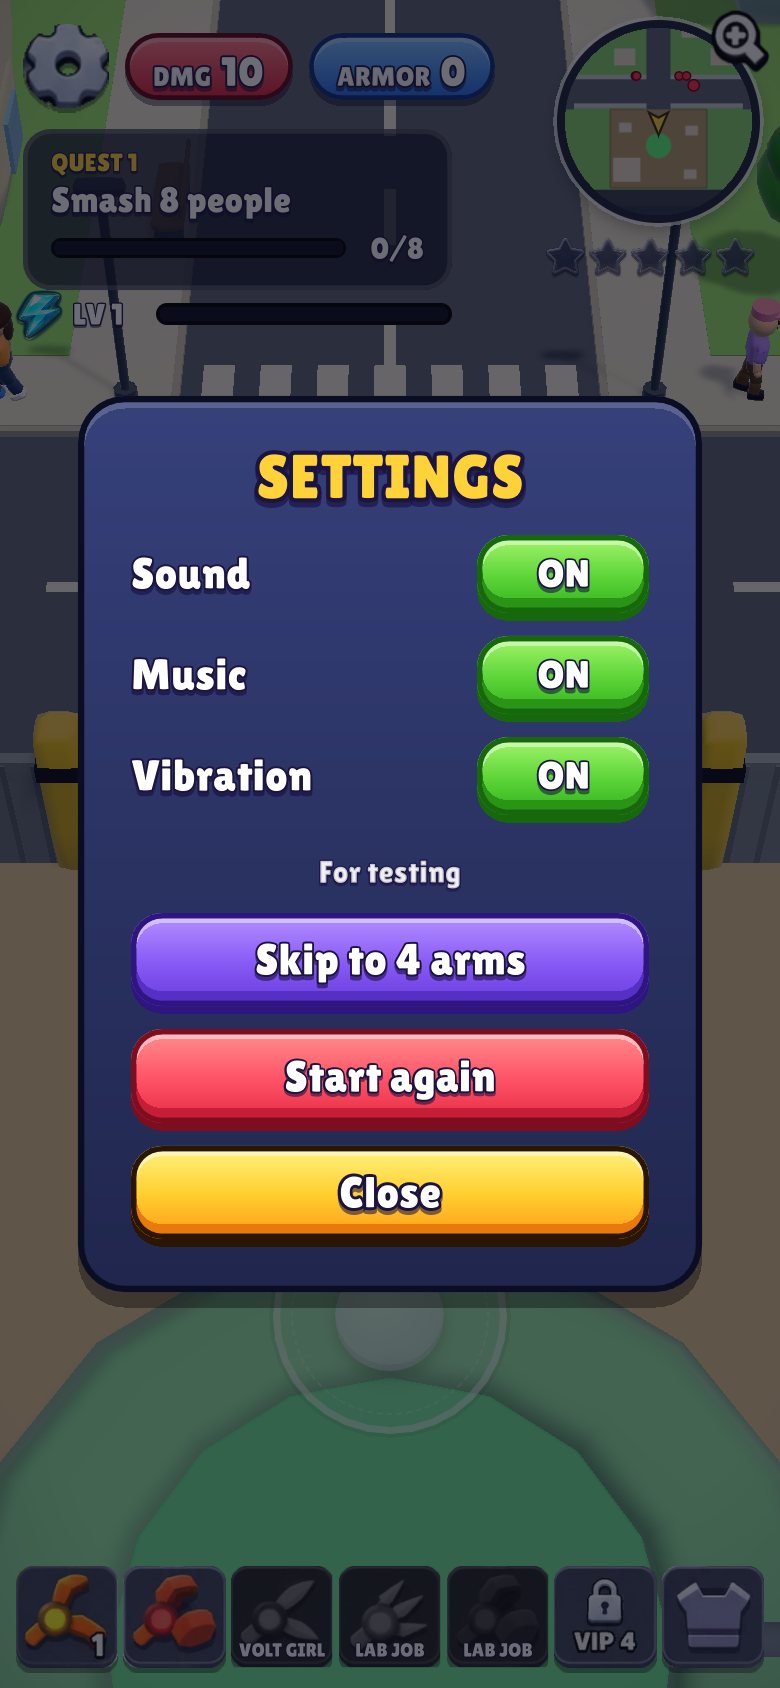 DMG 10
ARMOR 0
QUEST 1
Smash 8 people
0/8
LV 1
SETTINGS
Sound ON
Music ON
Vibration ON
For testing
Skip to 4 arms
Start again
Close
1
VOLT GIRL
LAB JOB
LAB JOB
VIP 4